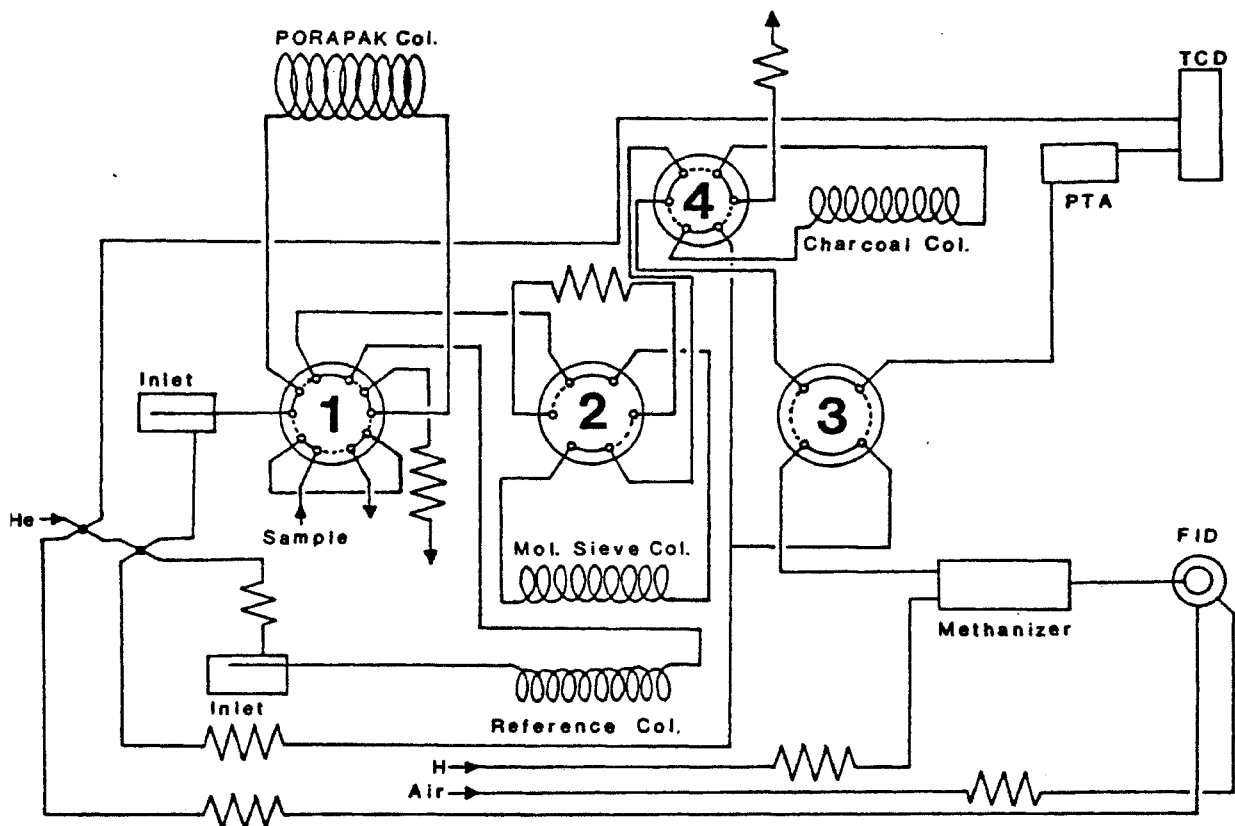 PORAPAK Col.
TCD
4
PTA
Charcoal Col.
Inlet
1
2
3
He
Sample
Mol. Sieve Col.
FID
Methanizer
Inlet
Reference Col.
H
Air